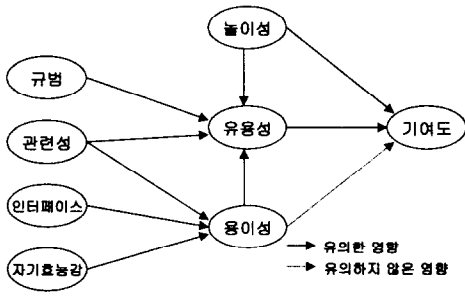 놀이성
규범
유용성
기여도
관련성
인터페이스
용이성
자기효능감
유의한 영향
유의하지 않은 영향